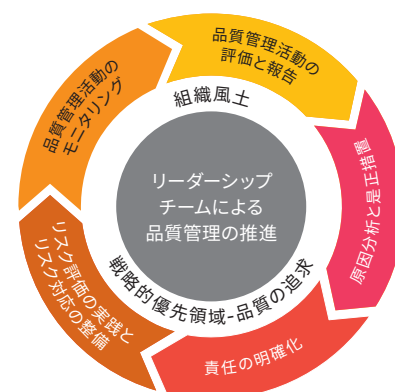 品質管理活動の
評価と報告
原因分析と是正措置
責任の明確化
リスク評価の実践と
リスク対応の整備
品質管理活動の
モニタリング
組織風土
リーダーシップ
チームによる
品質管理の推進
戦略的優先領域-品質の追求